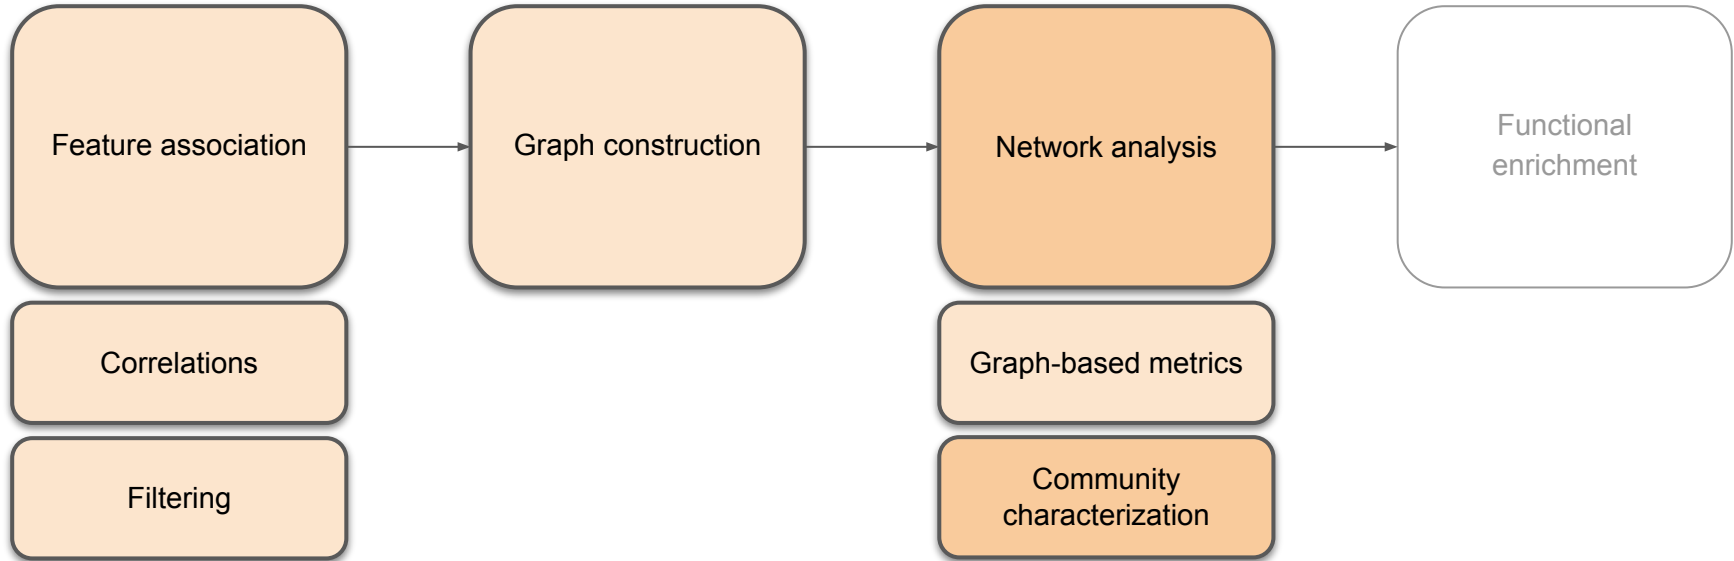 Feature association
Graph construction
Network analysis
Functional
enrichment
Correlations
Graph-based metrics
Filtering
Community
characterization